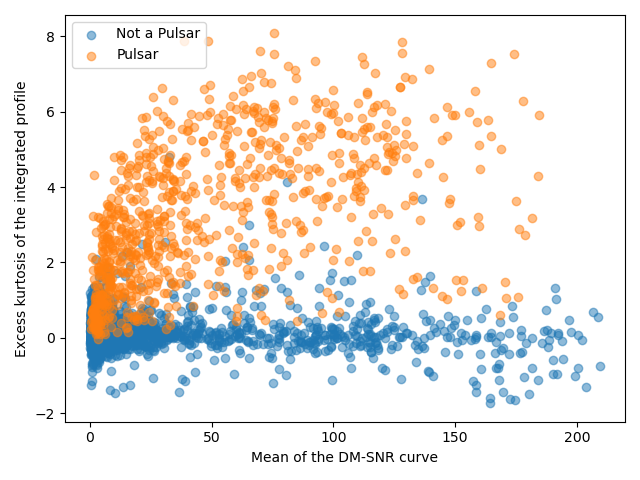 Not a Pulsar
Pulsar
Excess kurtosis of the integrated profile
8
6
4
2
0
−2
0
50
100
150
200
Mean of the DM-SNR curve